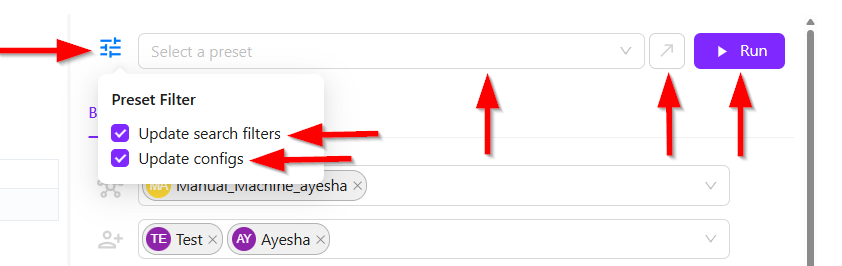 Select a preset
Run
Preset Filter
B
Update search filters
Update configs
MA Manual_Machine_ayesha
TE Test AY Ayesha